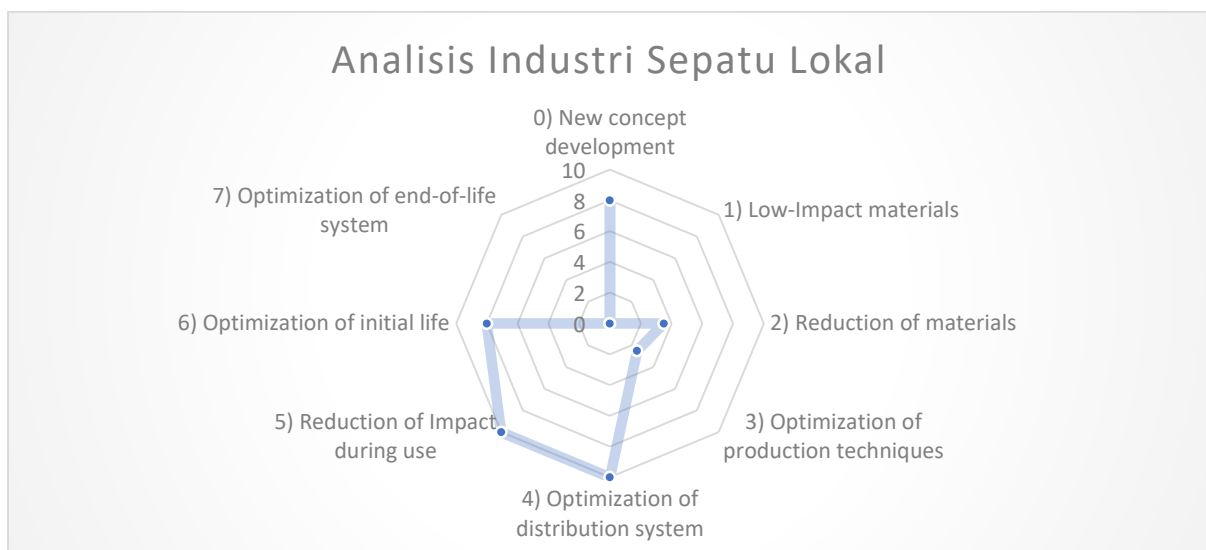 Analisis Industri Sepatu Lokal
0) New concept
development
10
8
6
4
2
0
1) Low-Impact materials
2) Reduction of materials
3) Optimization of
production techniques
4) Optimization of
distribution system
5) Reduction of Impact
during use
6) Optimization of initial life
7) Optimization of end-of-life
system